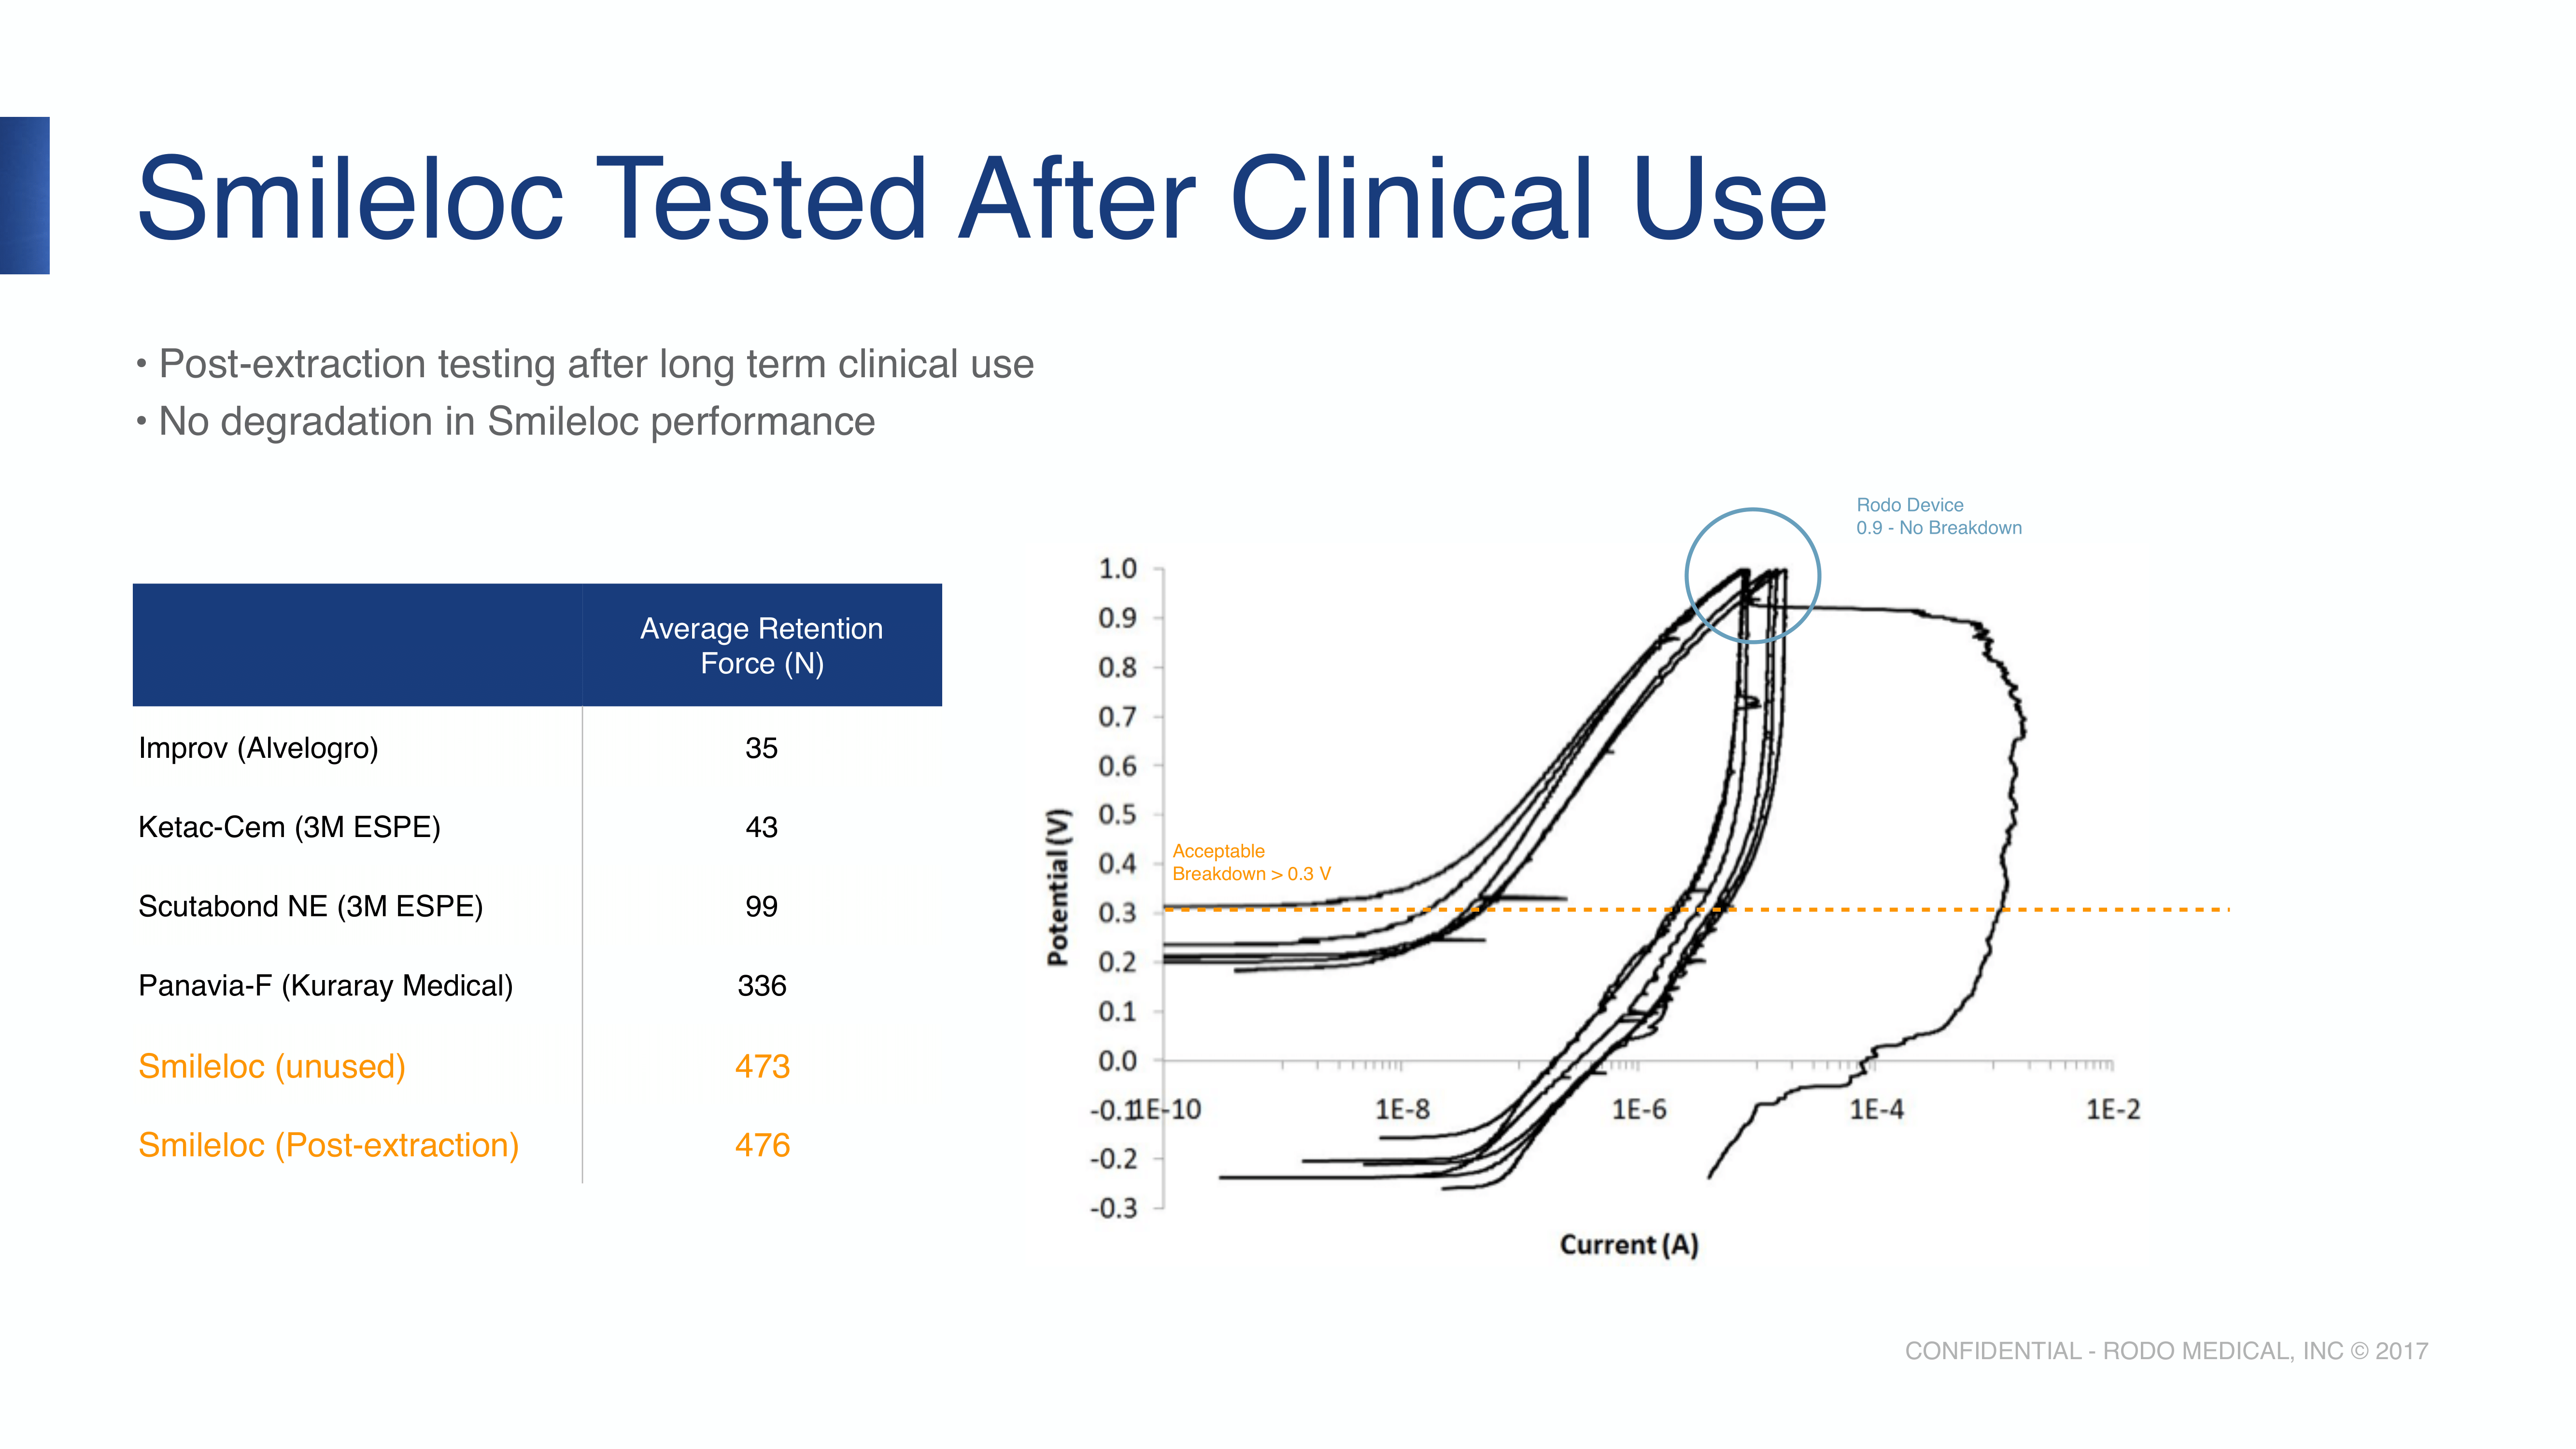 Smileloc Tested After Clinical Use
• Post-extraction testing after long term clinical use
• No degradation in Smileloc performance
Average Retention
Force (N)
Improv (Alvelogro) 35
Ketac-Cem (3M ESPE) 43
Scutabond NE (3M ESPE) 99
Panavia-F (Kuraray Medical) 336
Smileloc (unused) 473
Smileloc (Post-extraction) 476
Rodo Device
0.9 - No Breakdown
Acceptable
Breakdown > 0.3 V
Potential (V)
1.0
0.9
0.8
0.7
0.6
0.5
0.4
0.3
0.2
0.1
0.0
-0.1
-0.2
-0.3
1E-10 1E-8 1E-6 1E-4 1E-2
Current (A)
CONFIDENTIAL - RODO MEDICAL, INC © 2017